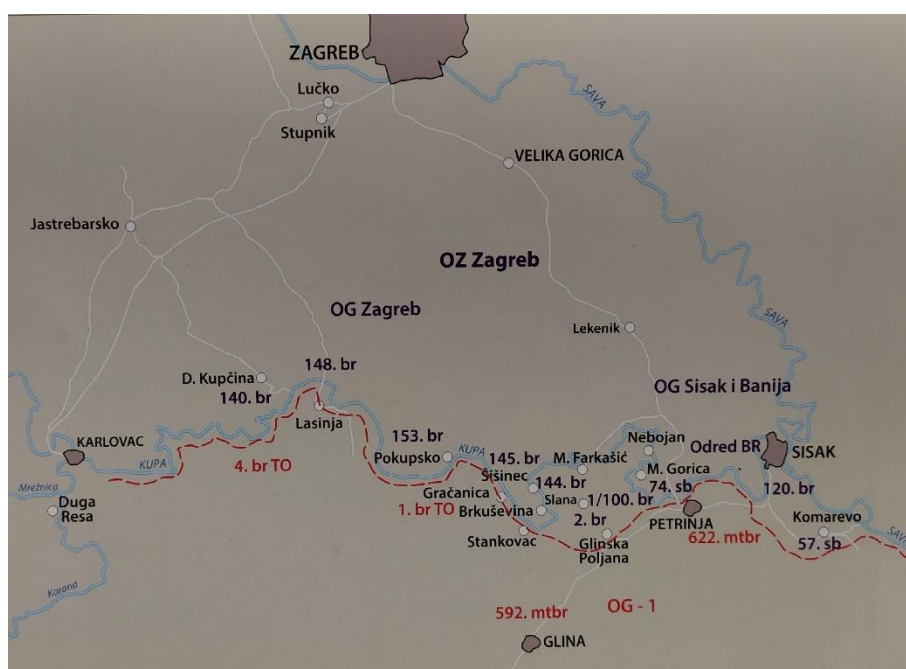 ZAGREB
SAVA
Lučko
Stupnik
VELIKA GORICA
Jastrebarsko
OZ Zagreb
OG Zagreb
SAVA
Lekenik
148. br
D. Kupčina
140. br
OG Sisak i Banija
Lasinja
153. br
Nebojan
Odred BR
SISAK
KARLOVAC
KUPA
4. br TO
Pokupsko
KUPA
145. br
M. Farkašić
Šišinec
M. Gorica
Mrežnica
144. br
74. sb
120. br
Gračanica
Slana
1/100. br
Duga
Resa
1. br TO
Brkuševina
2. br
PETRINJA
Komarevo
Stankovac
Glinska
Poljana
622. mtbr
57. sb
SAVA
Korana
592. mtbr
OG - 1
GLINA